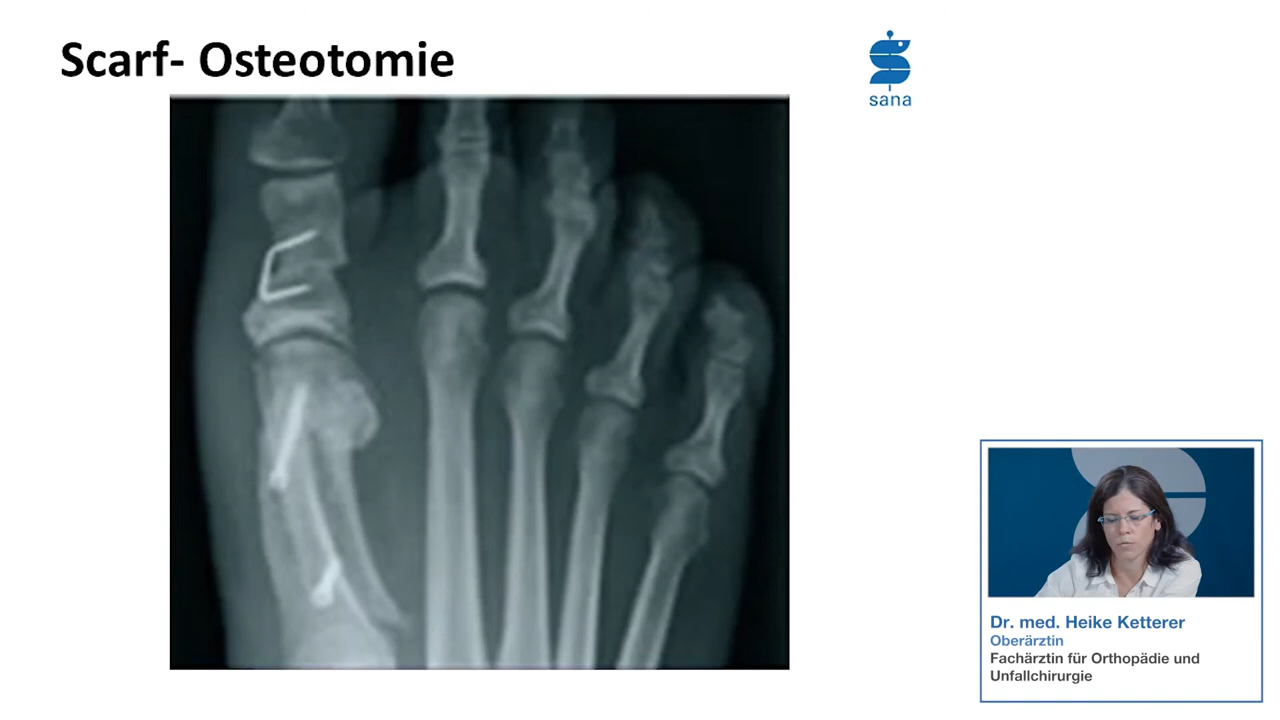 Scarf- Osteotomie
sana
Dr. med. Heike Ketterer
Oberärztin
Fachärztin für Orthopädie und
Unfallchirurgie